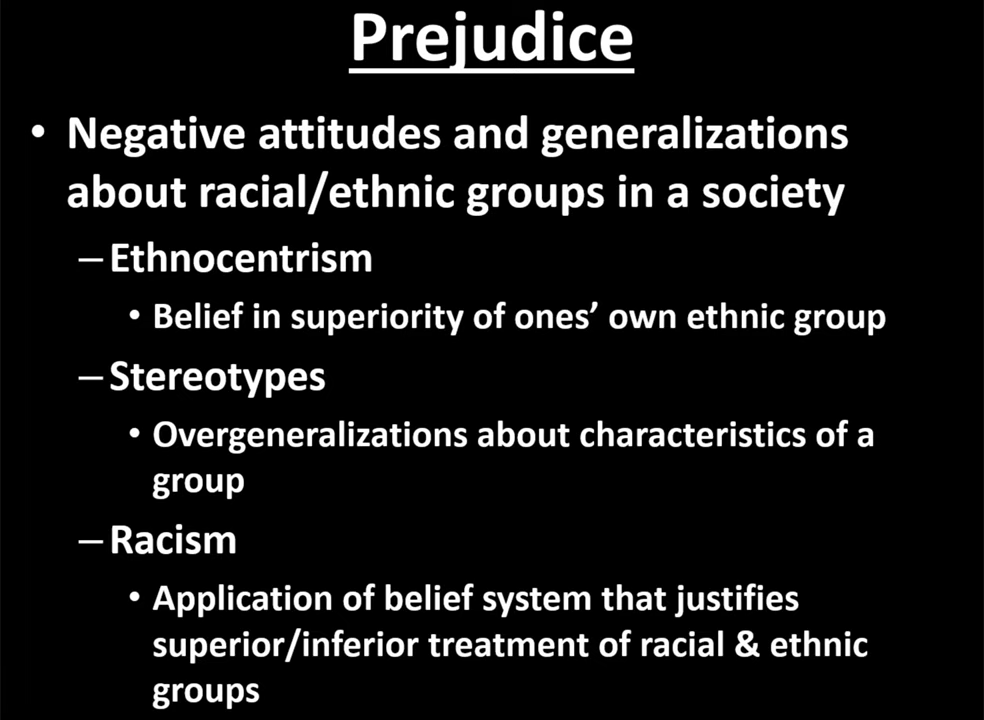 Prejudice
• Negative attitudes and generalizations
about racial/ethnic groups in a society
– Ethnocentrism
• Belief in superiority of ones’ own ethnic group
– Stereotypes
• Overgeneralizations about characteristics of a
group
– Racism
• Application of belief system that justifies
superior/inferior treatment of racial & ethnic
groups